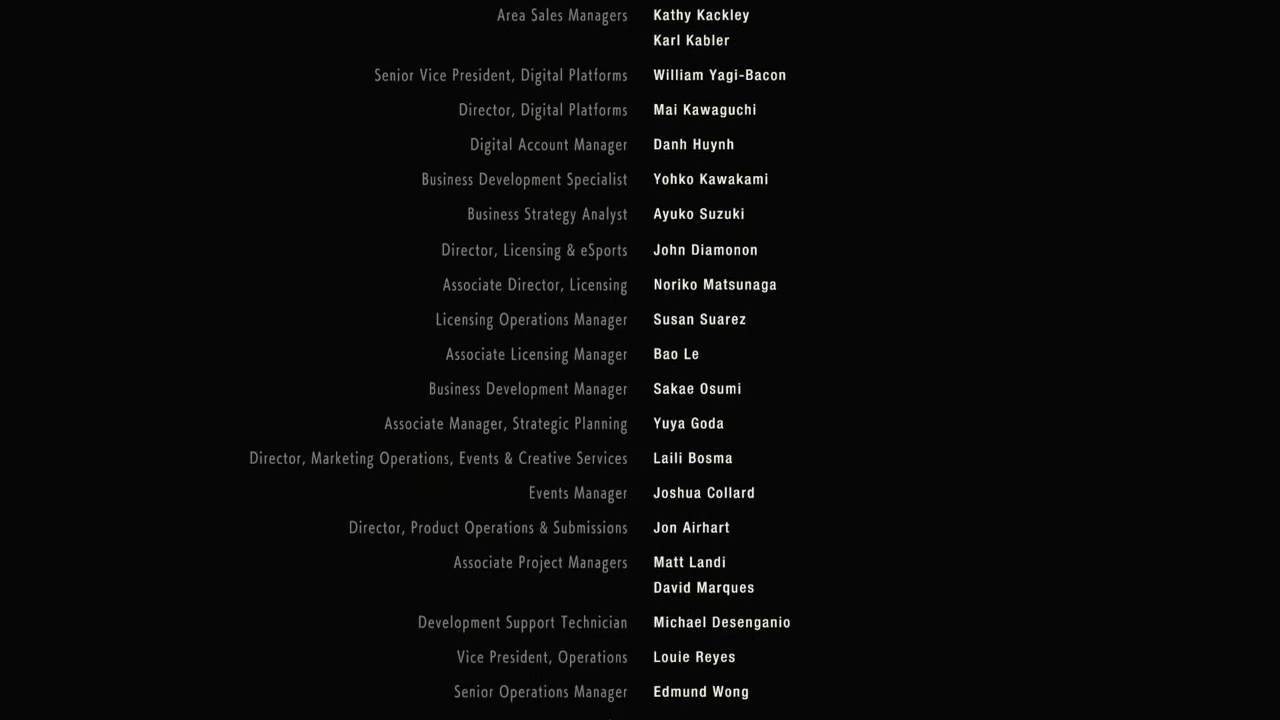 Area Sales Managers Kathy Kackley
Karl Kabler
Senior Vice President, Digital Platforms William Yagi-Bacon
Director, Digital Platforms Mai Kawaguchi
Digital Account Manager Danh Huynh
Business Development Specialist Yohko Kawakami
Business Strategy Analyst Ayuko Suzuki
Director, Licensing & eSports John Diamonon
Associate Director, Licensing Noriko Matsunaga
Licensing Operations Manager Susan Suarez
Associate Licensing Manager Bao Le
Business Development Manager Sakae Osumi
Associate Manager, Strategic Planning Yuya Goda
Director, Marketing Operations, Events & Creative Services Laili Bosma
Events Manager Joshua Collard
Director, Product Operations & Submissions Jon Airhart
Associate Project Managers Matt Landi
David Marques
Development Support Technician Michael Desenganio
Vice President, Operations Louie Reyes
Senior Operations Manager Edmund Wong